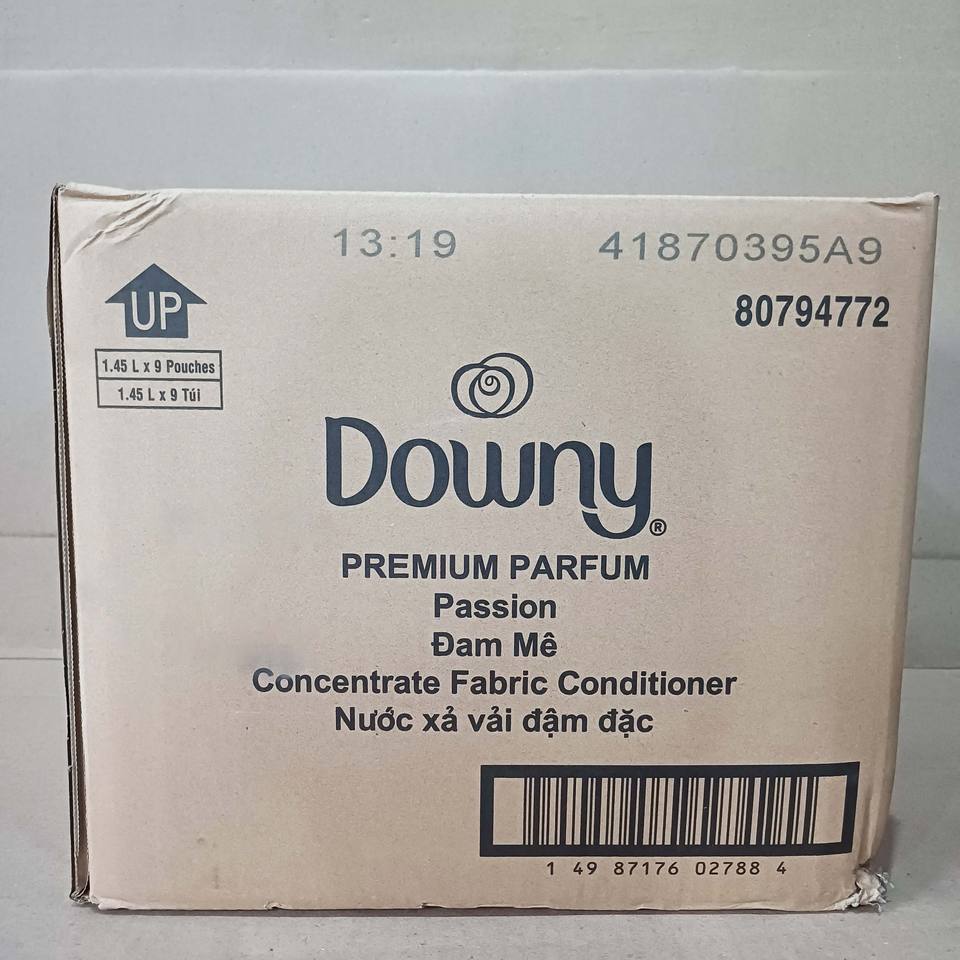 13:19 41870395A9
80794772
UP
1.45 L x 9 Pouches
1.45 L x 9 Túi
Downy®
PREMIUM PARFUM
Passion
Đam Mê
Concentrate Fabric Conditioner
Nước xả vải đậm đặc
1 49 87176 02788 4